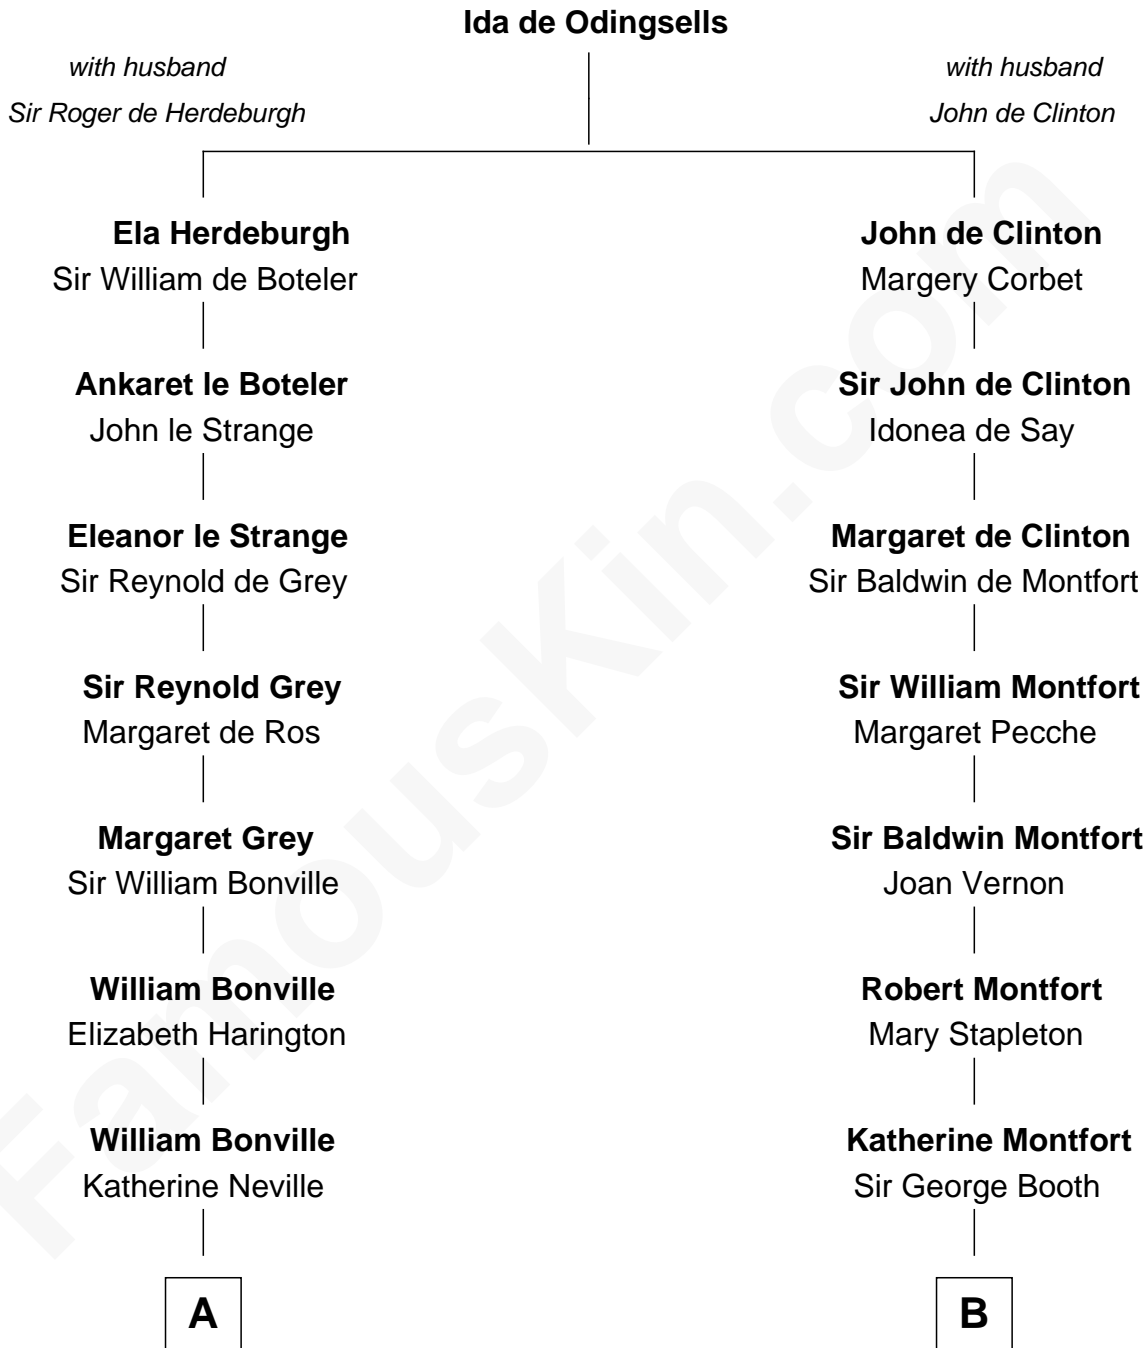 Ida de Odingsells
with husband
Sir Roger de Herdeburgh
with husband
John de Clinton
Ela Herdeburgh
Sir William de Boteler
John de Clinton
Margery Corbet
Ankaret le Boteler
John le Strange
Sir John de Clinton
Idonea de Say
Eleanor le Strange
Sir Reynold de Grey
Margaret de Clinton
Sir Baldwin de Montfort
Sir Reynold Grey
Margaret de Ros
Sir William Montfort
Margaret Pecche
Margaret Grey
Sir William Bonville
Sir Baldwin Montfort
Joan Vernon
William Bonville
Elizabeth Harington
Robert Montfort
Mary Stapleton
William Bonville
Katherine Neville
Katherine Montfort
Sir George Booth
A
B
FamousKin.com